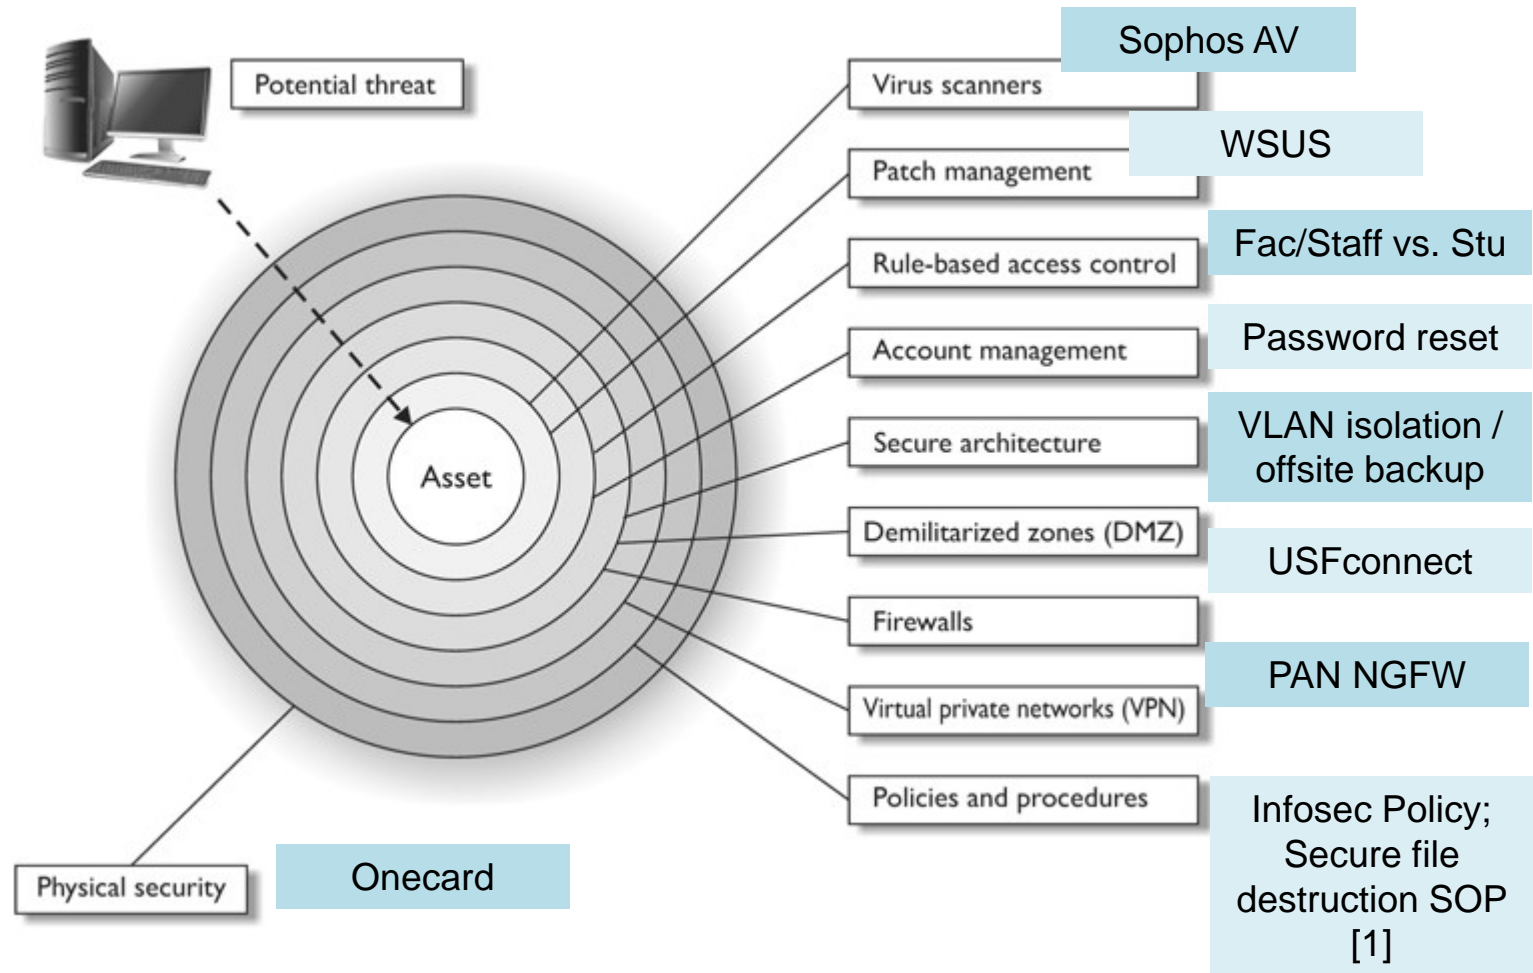 Sophos AV
Potential threat
Virus scanners
WSUS
Patch management
Fac/Staff vs. Stu
Rule-based access control
Password reset
Account management
VLAN isolation /
offsite backup
Secure architecture
Asset
Demilitarized zones (DMZ)
USFconnect
Firewalls
PAN NGFW
Virtual private networks (VPN)
Policies and procedures
Infosec Policy;
Secure file
destruction SOP
[1]
Physical security
Onecard